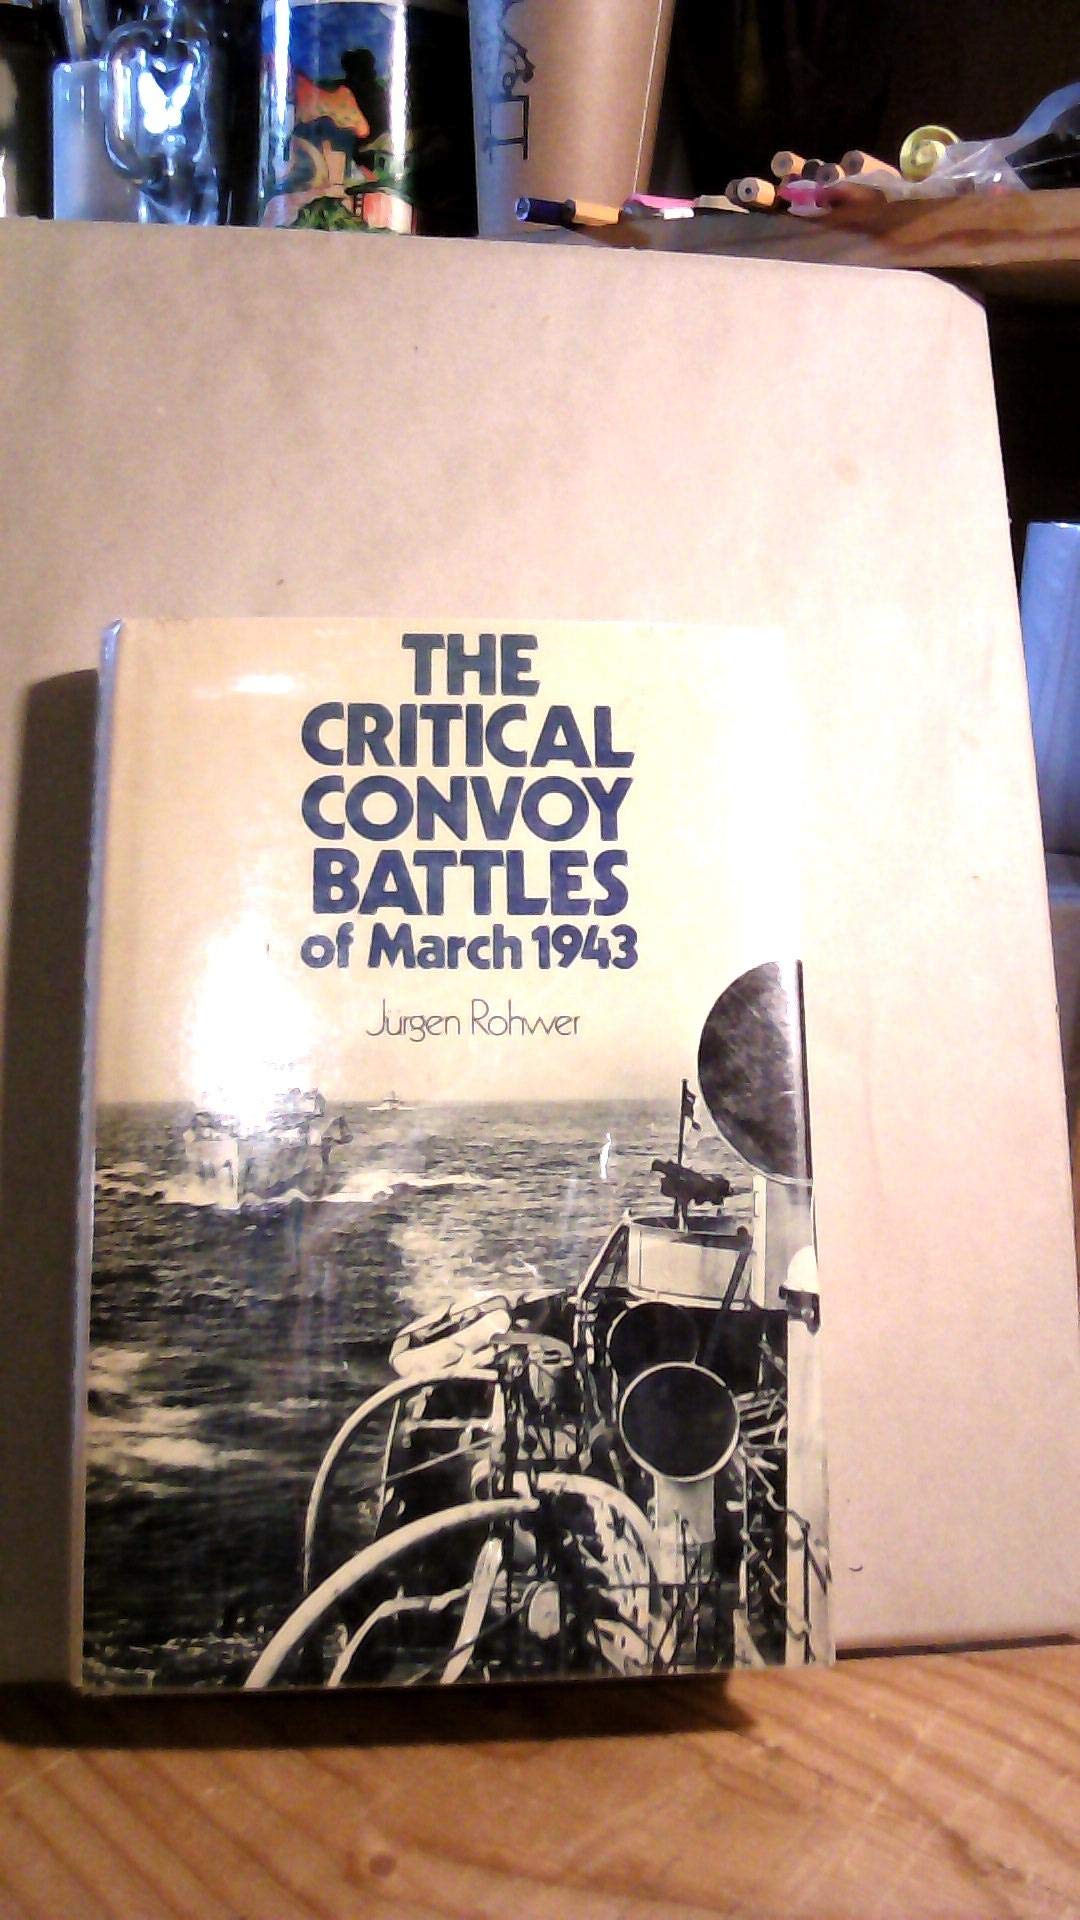 THE
CRITICAL
CONVOY
BATTLES
of March 1943
Jürgen Rohwer